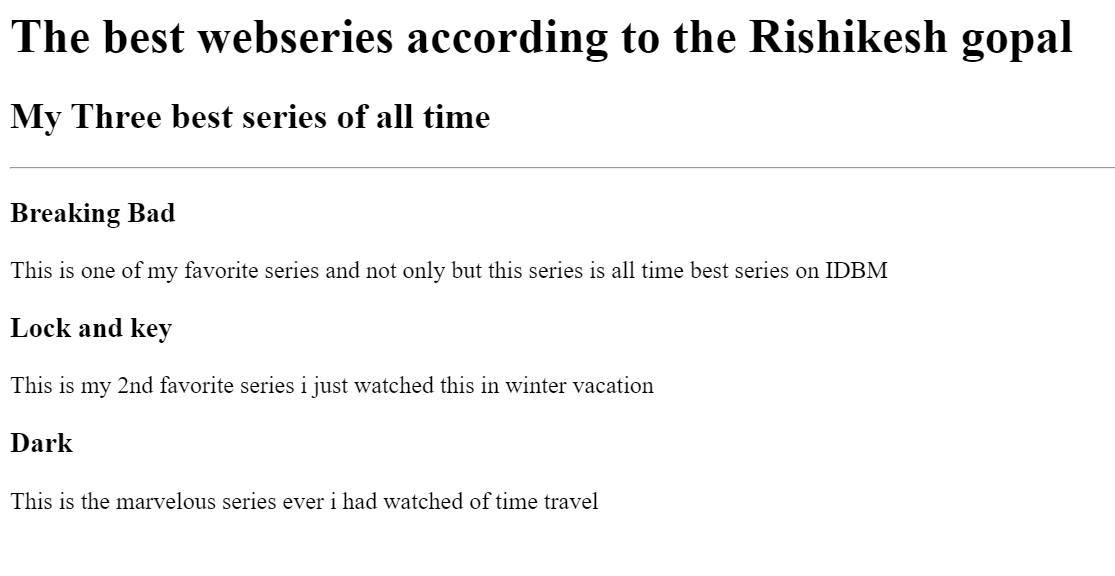 The best webseries according to the Rishikesh gopal
My Three best series of all time
Breaking Bad
This is one of my favorite series and not only but this series is all time best series on IDBM
Lock and key
This is my 2nd favorite series i just watched this in winter vacation
Dark
This is the marvelous series ever i had watched of time travel